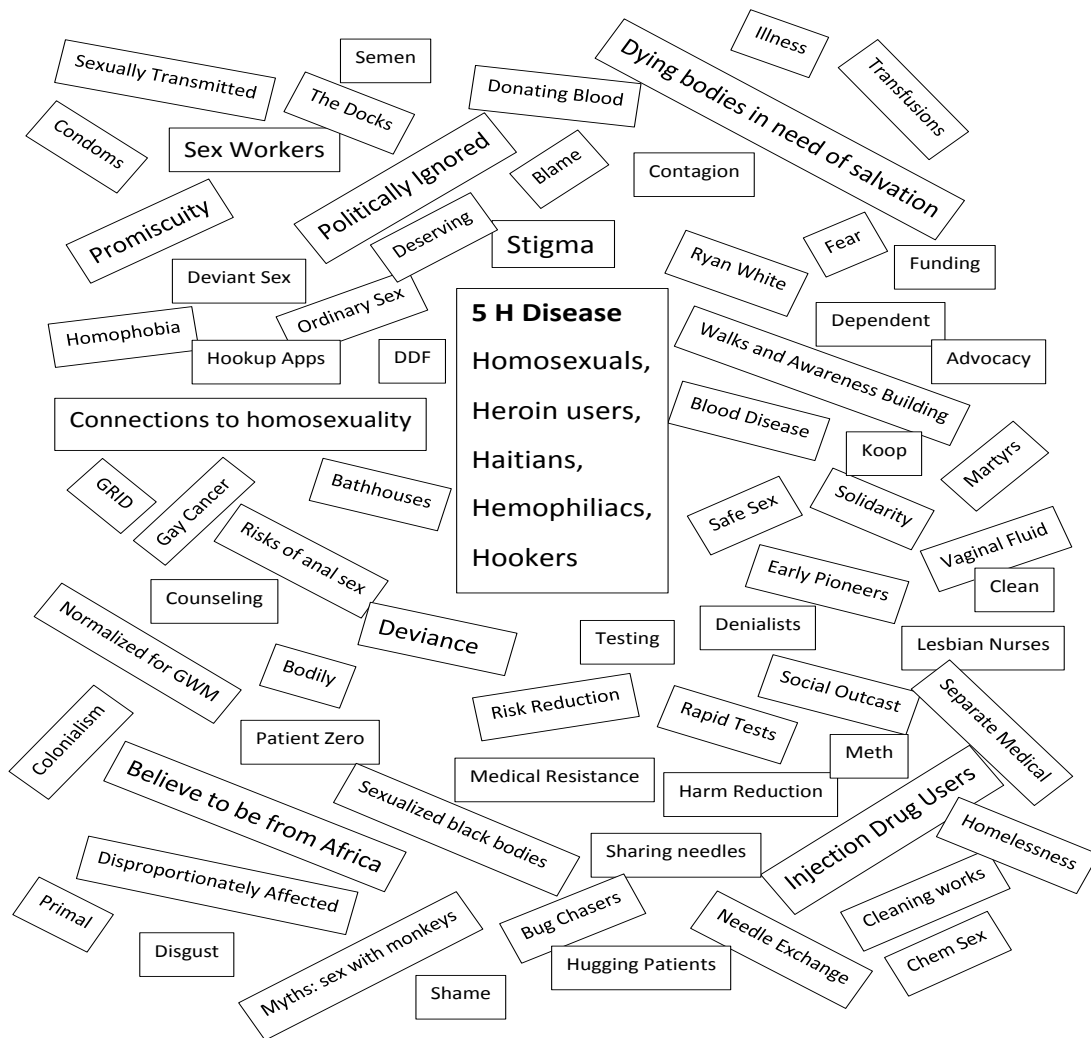 Illness
Semen
Sexually Transmitted
The Docks
Donating Blood
Dying bodies in need of salvation
Transfusions
Condoms
Sex Workers
Politically Ignored
Blame
Contagion
Promiscuity
Deserving
Stigma
Fear
Funding
Ryan White
Deviant Sex
Ordinary Sex
5 H Disease
Homosexuals,
Heroin users,
Haitians,
Hemophiliacs,
Hookers
Dependent
Homophobia
Hookup Apps
DDF
Walks and Awareness Building
Advocacy
Connections to homosexuality
Blood Disease
Koop
Martyrs
GRID
Gay Cancer
Bathhouses
Safe Sex
Solidarity
Risks of anal sex
Vaginal Fluid
Early Pioneers
Clean
Counseling
Normalized for GWM
Deviance
Testing
Denialists
Lesbian Nurses
Bodily
Risk Reduction
Social Outcast
Separate Medical
Rapid Tests
Colonialism
Patient Zero
Meth
Believe to be from Africa
Sexualized black bodies
Medical Resistance
Harm Reduction
Injection Drug Users
Homelessness
Disproportionately Affected
Sharing needles
Cleaning works
Primal
Bug Chasers
Needle Exchange
Chem Sex
Disgust
Myths: sex with monkeys
Hugging Patients
Shame